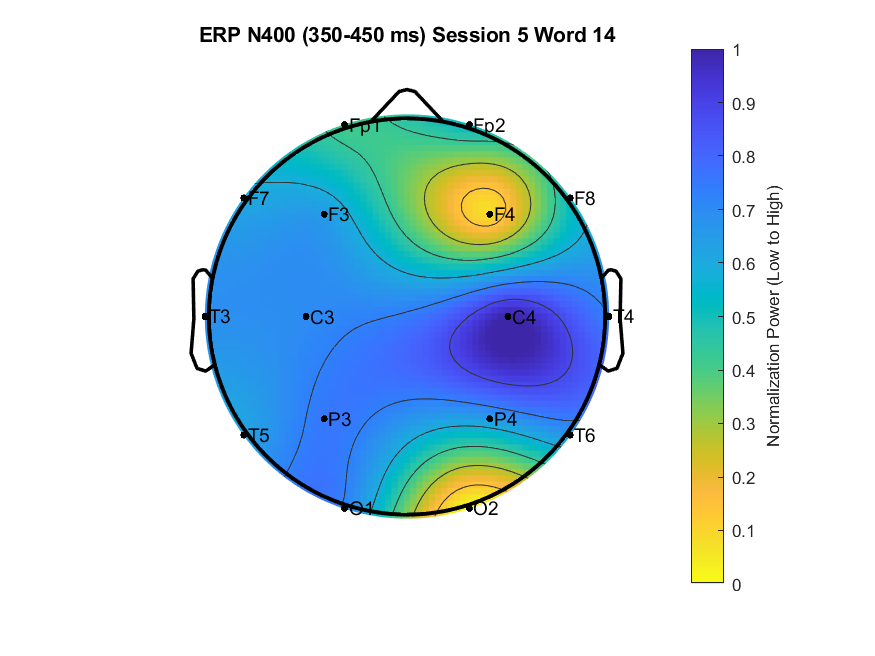 ERP N400 (350-450 ms) Session 5 Word 14
Fp1
Fp2
F7
F3
F4
F8
T3
C3
C4
T4
T5
P3
P4
T6
O1
O2
1
0.9
0.8
0.7
0.6
0.5
0.4
0.3
0.2
0.1
0
Normalization Power (Low to High)